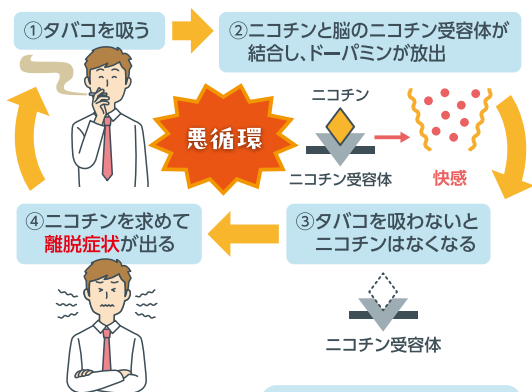 ①タバコを吸う
②ニコチンと脳のニコチン受容体が
結合し、ドーパミンが放出
悪循環
ニコチン
ニコチン受容体
快感
③タバコを吸わないと
ニコチンはなくなる
ニコチン受容体
④ニコチンを求めて
離脱症状が出る